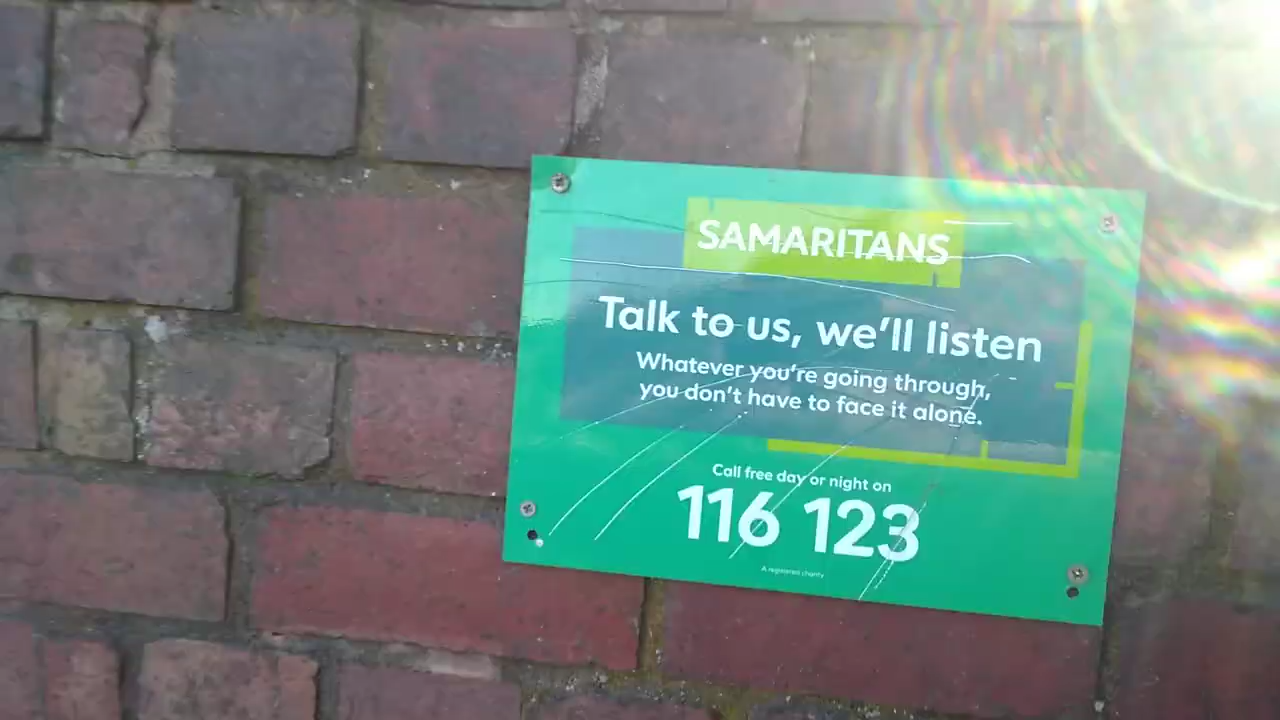 SAMARITANS
Talk to us, we'll listen
Whatever you're going through,
you don't have to face it alone.
Call free day or night on
116 123
A registered charity